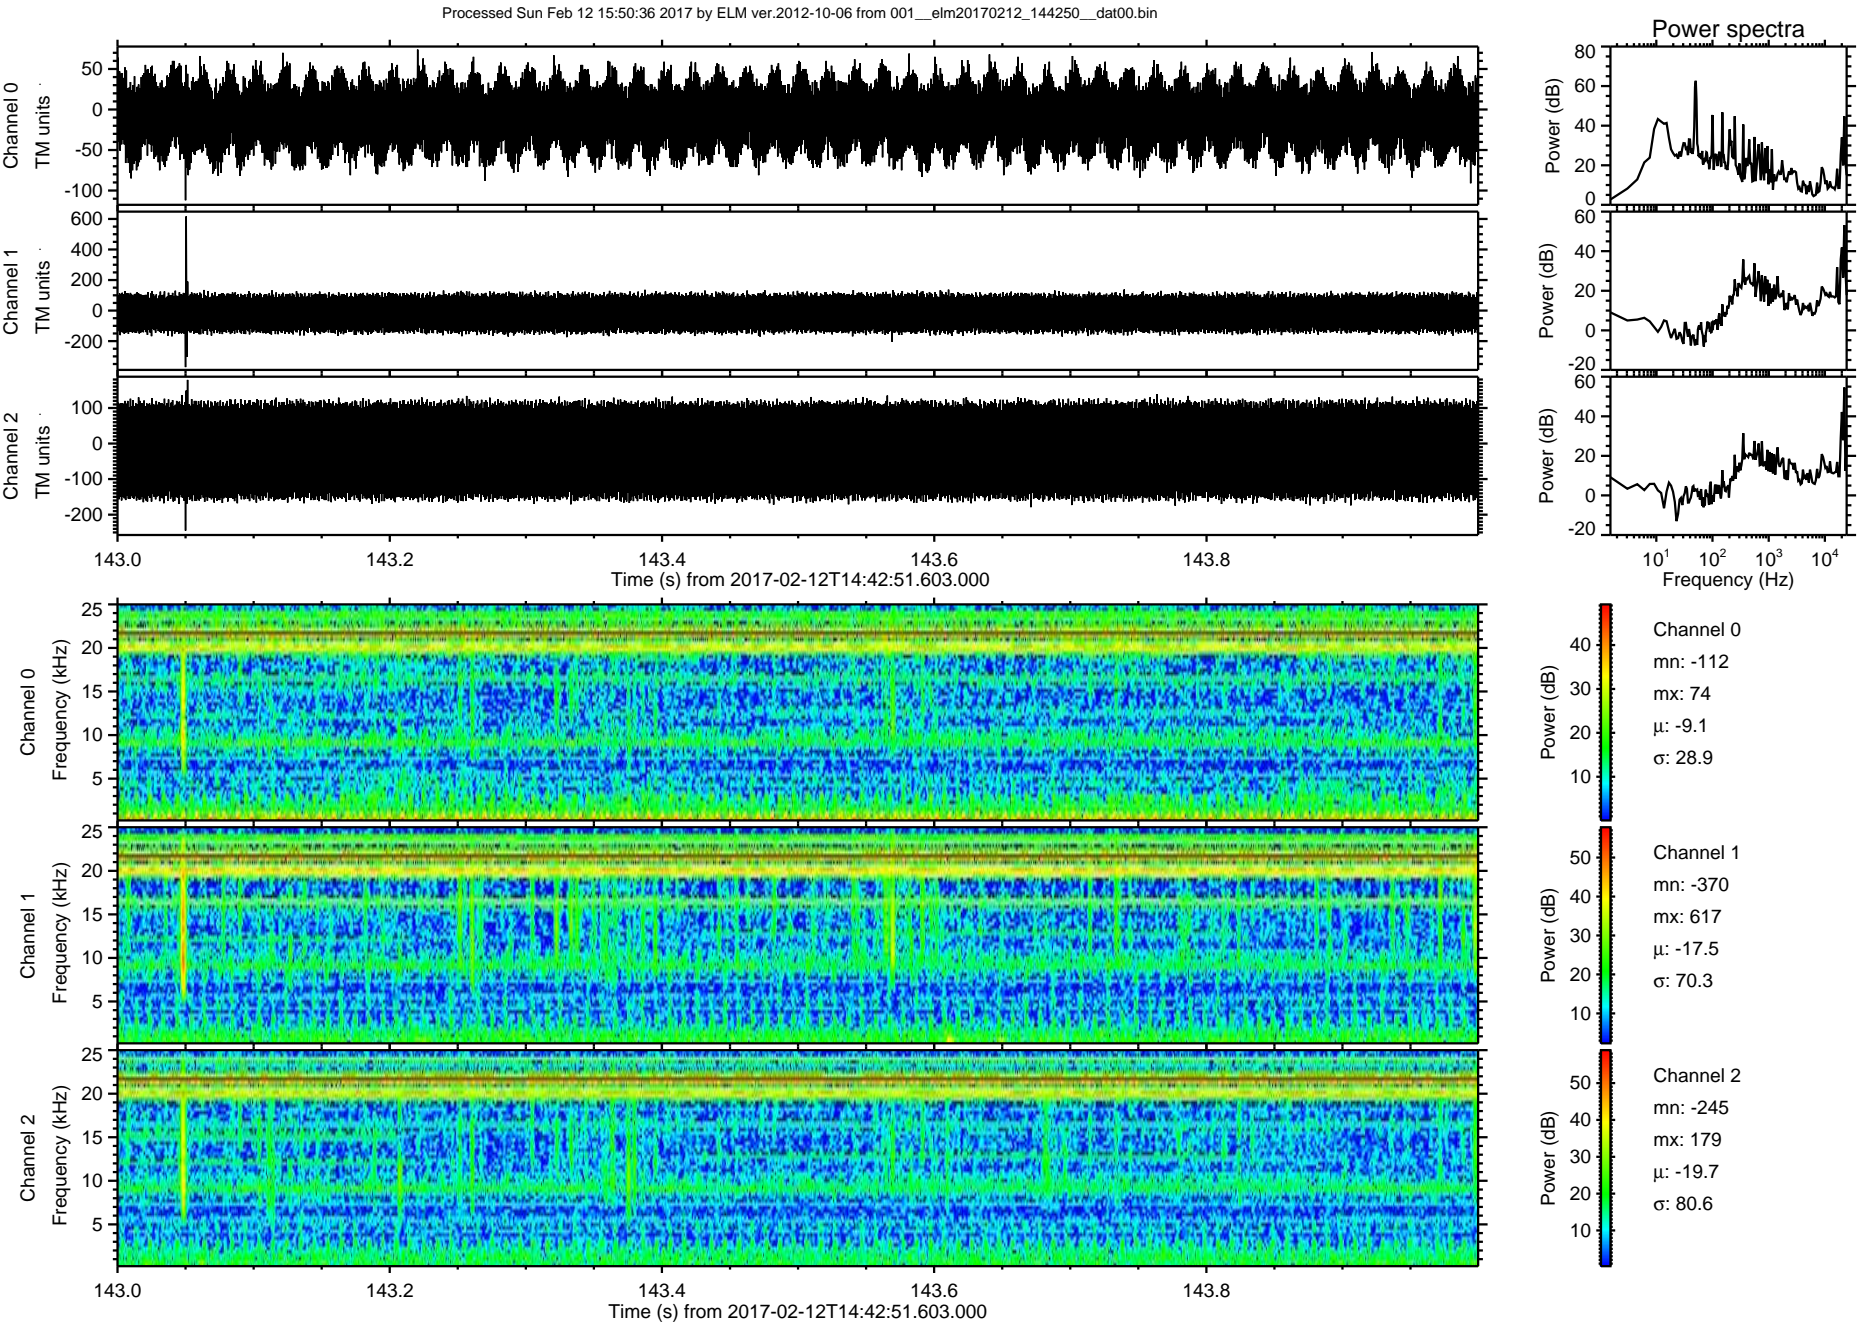 Processed Sun Feb 12 15:50:36 2017 by ELM ver.2012-10-06 from 001__elm20170212_144250__dat00.bin
Power spectra
Channel 0
TM units
50
0
-50
-100
Power (dB)
80
60
40
20
0
Channel 1
TM units
600
400
200
0
-200
Power (dB)
60
40
20
0
-20
Channel 2
TM units
100
0
-100
-200
Power (dB)
60
40
20
0
-20
143.0 143.2 143.4 143.6 143.8
Time (s) from 2017-02-12T14:42:51.603.000
10^1 10^2 10^3 10^4
Frequency (Hz)
Channel 0
Frequency (kHz)
25
20
15
10
5
Power (dB)
40
30
20
10
Channel 0
mn: -112
mx: 74
μ: -9.1
σ: 28.9
Channel 1
Frequency (kHz)
25
20
15
10
5
Power (dB)
50
40
30
20
10
Channel 1
mn: -370
mx: 617
μ: -17.5
σ: 70.3
Channel 2
Frequency (kHz)
25
20
15
10
5
Power (dB)
50
40
30
20
10
Channel 2
mn: -245
mx: 179
μ: -19.7
σ: 80.6
143.0 143.2 143.4 143.6 143.8
Time (s) from 2017-02-12T14:42:51.603.000